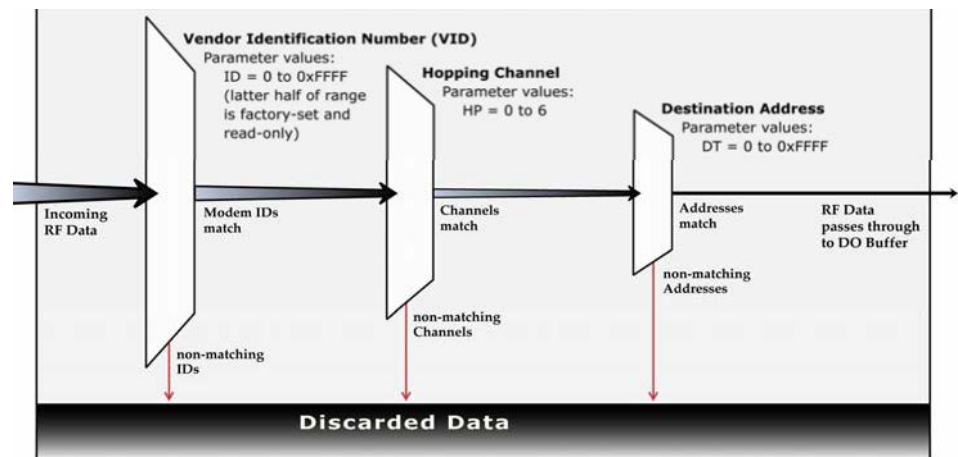 Vendor Identification Number (VID)
Parameter values:
ID = 0 to 0xFFFF
(latter half of range
is factory-set and
read-only)
Hopping Channel
Parameter values:
HP = 0 to 6
Destination Address
Parameter values:
DT = 0 to 0xFFFF
Incoming
RF Data
Modem IDs
match
Channels
match
Addresses
match
RF Data
passes through
to DO Buffer
non-matching
IDs
non-matching
Channels
non-matching
Addresses
Discarded Data